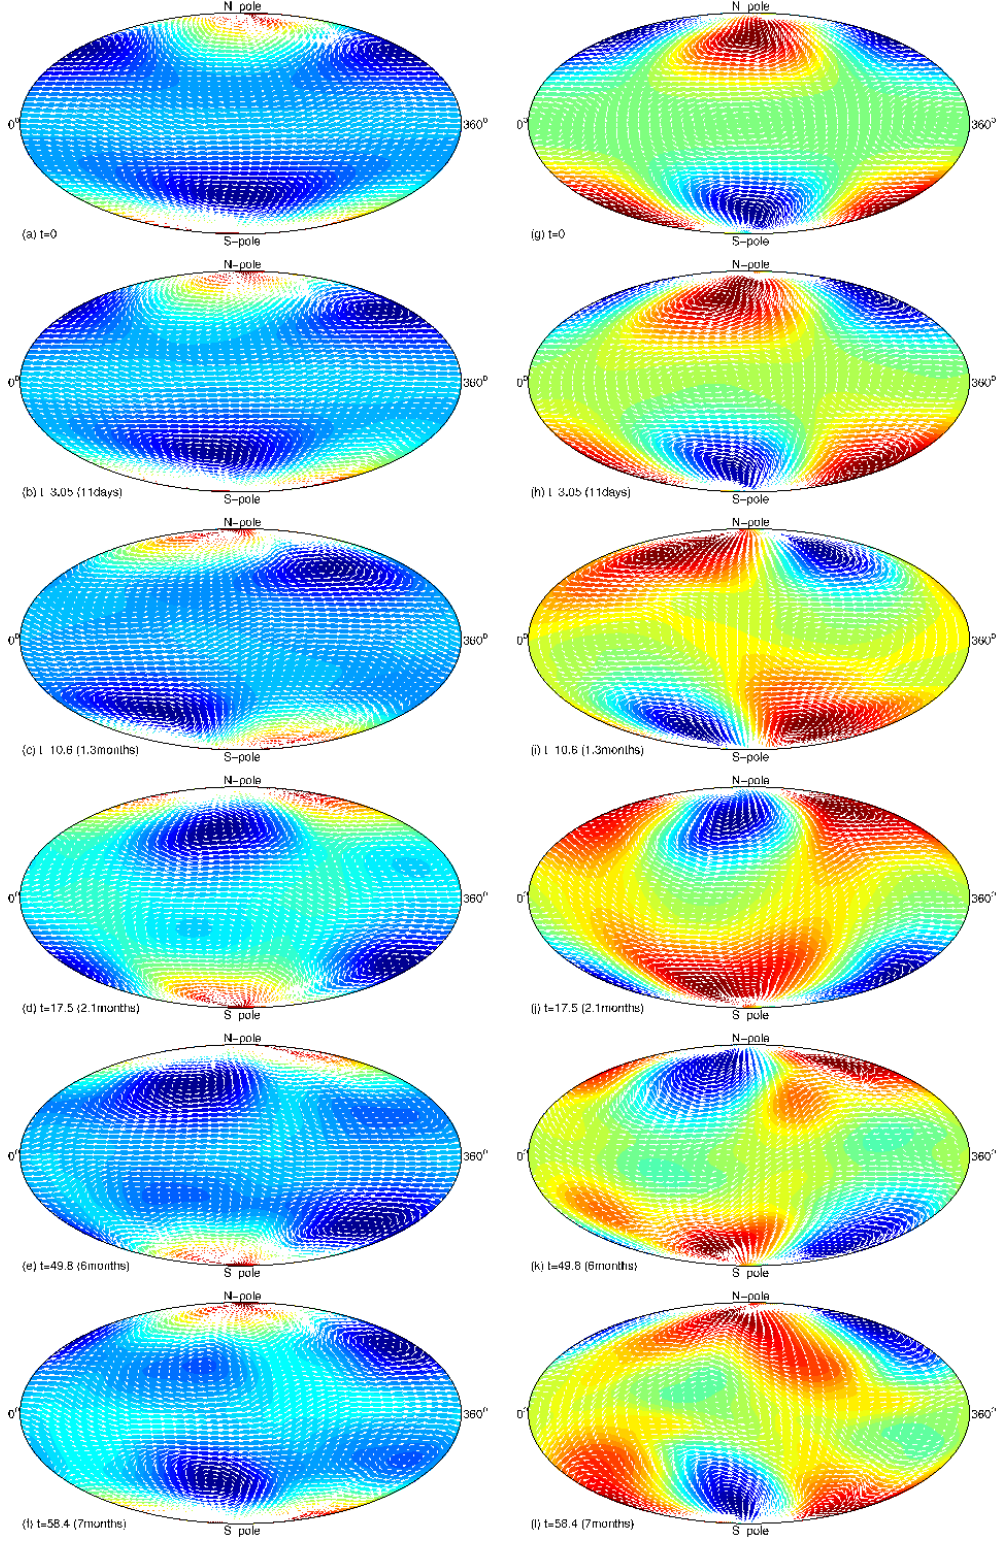 N pole N pole
0° 360° 0° 360°
(a) t=0 (g) t=0
S-pole S-pole
N-pole N-pole
0° 360° 0° 360°
(b) t 3.05 (11days) (h) t 3.05 (11days)
S-pole S-pole
N-pole N-pole
0° 360° 0° 360°
(c) t 10.6 (1.3months) (i) t 10.6 (1.3months)
S-pole S-pole
N-pole N-pole
0° 360° 0° 360°
(d) t=17.5 (2.1months) (j) t=17.5 (2.1months)
S pole S pole
N-pole N-pole
0° 360° 0° 360°
(e) t=49.8 (6months) (k) t=49.8 (6months)
S pole S pole
N-pole N-pole
0° 360° 0° 360°
(f) t=58.4 (7months) (l) t=58.4 (7months)
S pole S pole